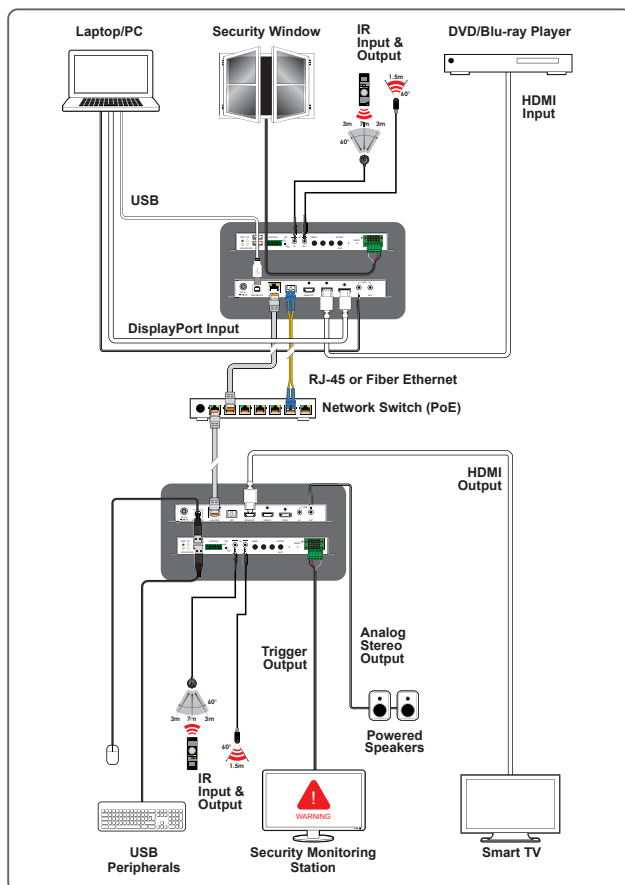 Laptop/PC
Security Window
IR
Input &
Output
DVD/Blu-ray Player
1.5m
60°
3m 7m 3m
60°
HDMI
Input
USB
DisplayPort Input
RJ-45 or Fiber Ethernet
Network Switch (PoE)
HDMI
Output
Trigger
Output
Analog
Stereo
Output
60°
3m 7m 3m
60°
1.5m
IR
Input &
Output
Powered
Speakers
WARNING
USB
Peripherals
Security Monitoring
Station
Smart TV